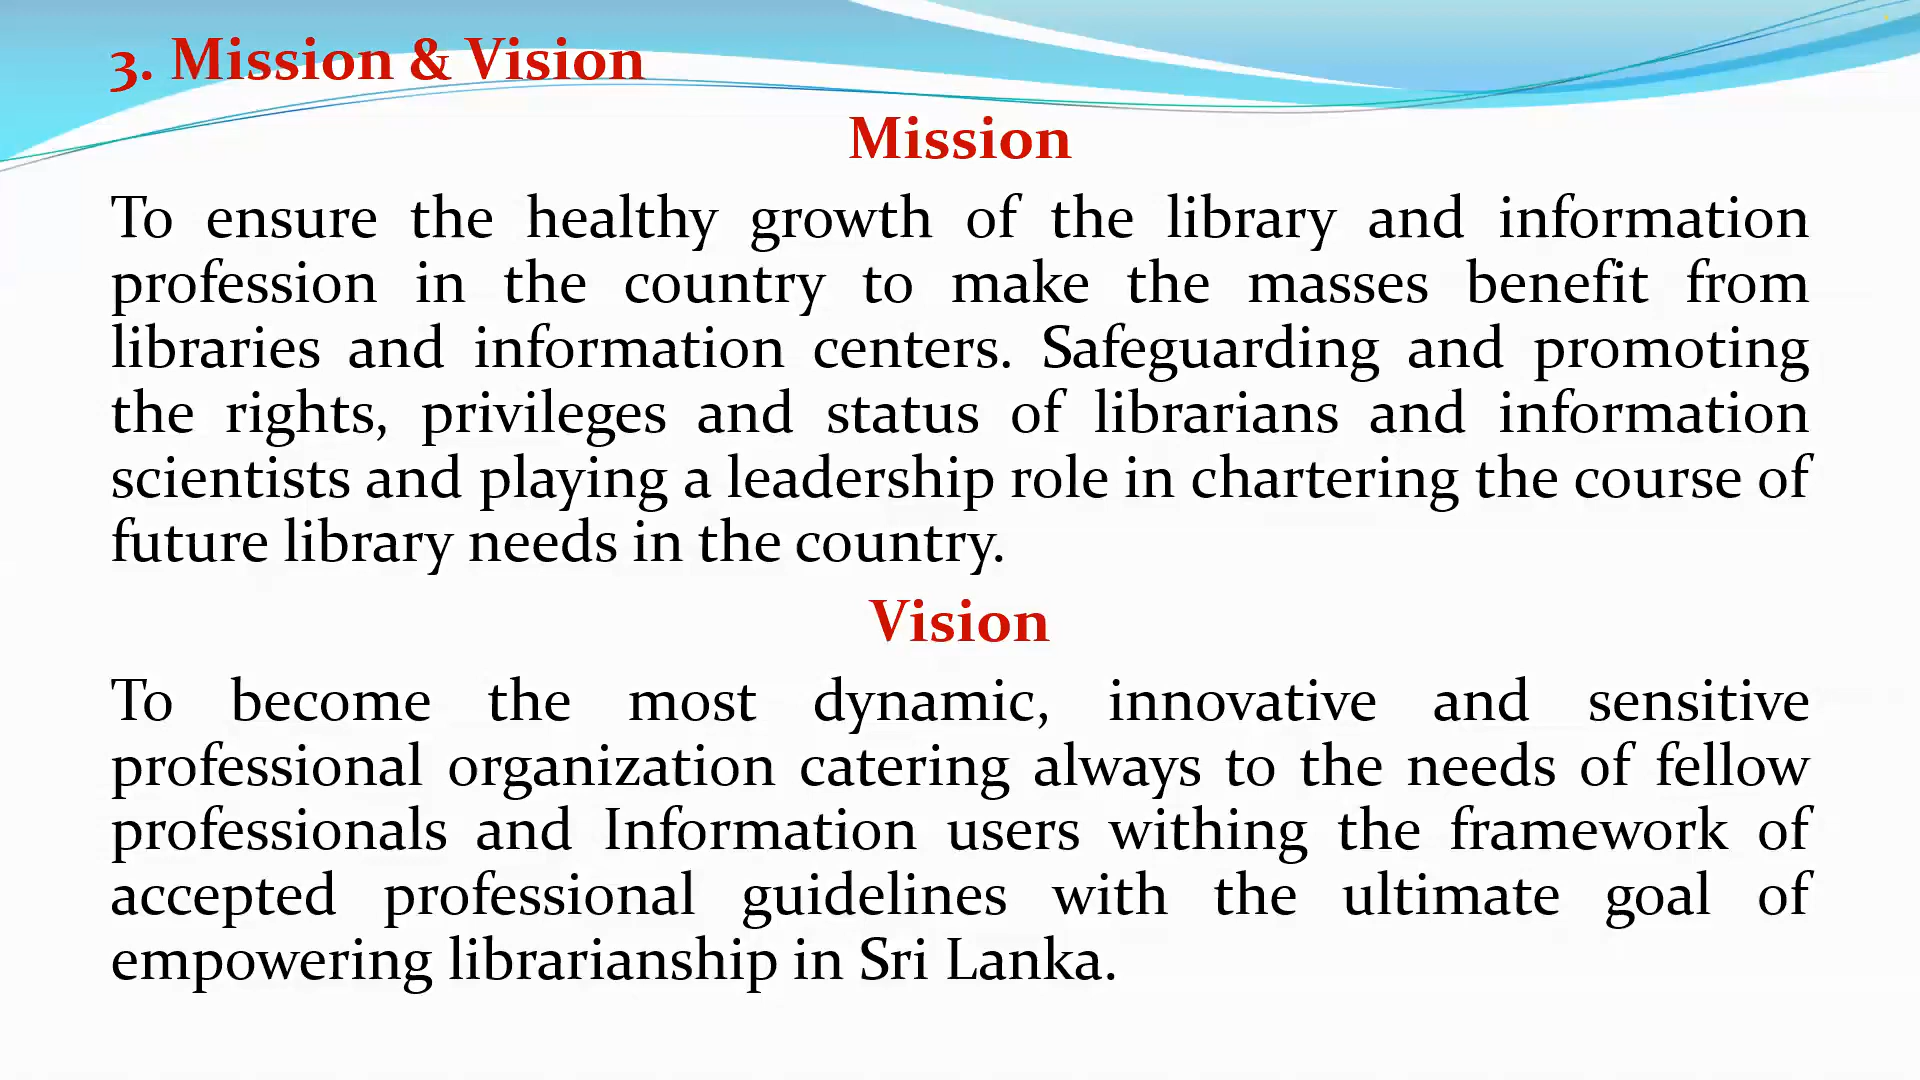 3. Mission & Vision
Mission
To ensure the healthy growth of the library and information
profession in the country to make the masses benefit from
libraries and information centers. Safeguarding and promoting
the rights, privileges and status of librarians and information
scientists and playing a leadership role in chartering the course of
future library needs in the country.
Vision
To become the most dynamic, innovative and sensitive
professional organization catering always to the needs of fellow
professionals and Information users withing the framework of
accepted professional guidelines with the ultimate goal of
empowering librarianship in Sri Lanka.